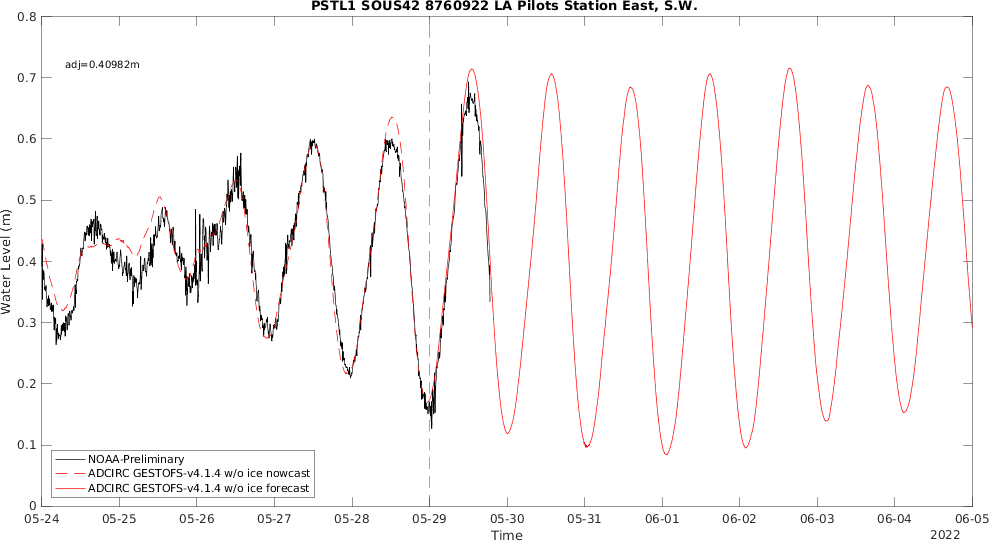 PSTL1 SOUS42 8760922 LA Pilots Station East, S.W.
0.8
adj=0.40982m
0.7
0.6
0.5
0.4
0.3
0.2
0.1
0
Water Level (m)
NOAA-Preliminary
ADCIRC GESTOFS-v4.1.4 w/o ice nowcast
ADCIRC GESTOFS-v4.1.4 w/o ice forecast
05-24 05-25 05-26 05-27 05-28 05-29 05-30 05-31 06-01 06-02 06-03 06-04 06-05
Time
2022